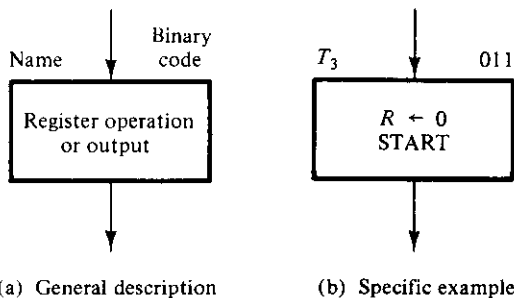 Name
Binary
code
Register operation
or output
(a) General description
T3
011
R ← 0
START
(b) Specific example